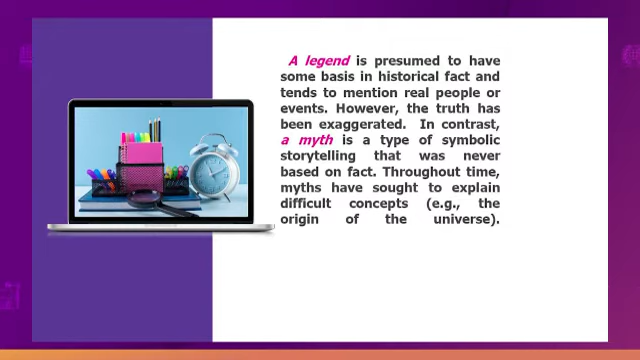 A legend is presumed to have
some basis in historical fact and
tends to mention real people or
events. However, the truth has
been exaggerated. In contrast,
a myth is a type of symbolic
storytelling that was never
based on fact. Throughout time,
myths have sought to explain
difficult concepts (e.g., the
origin of the universe).